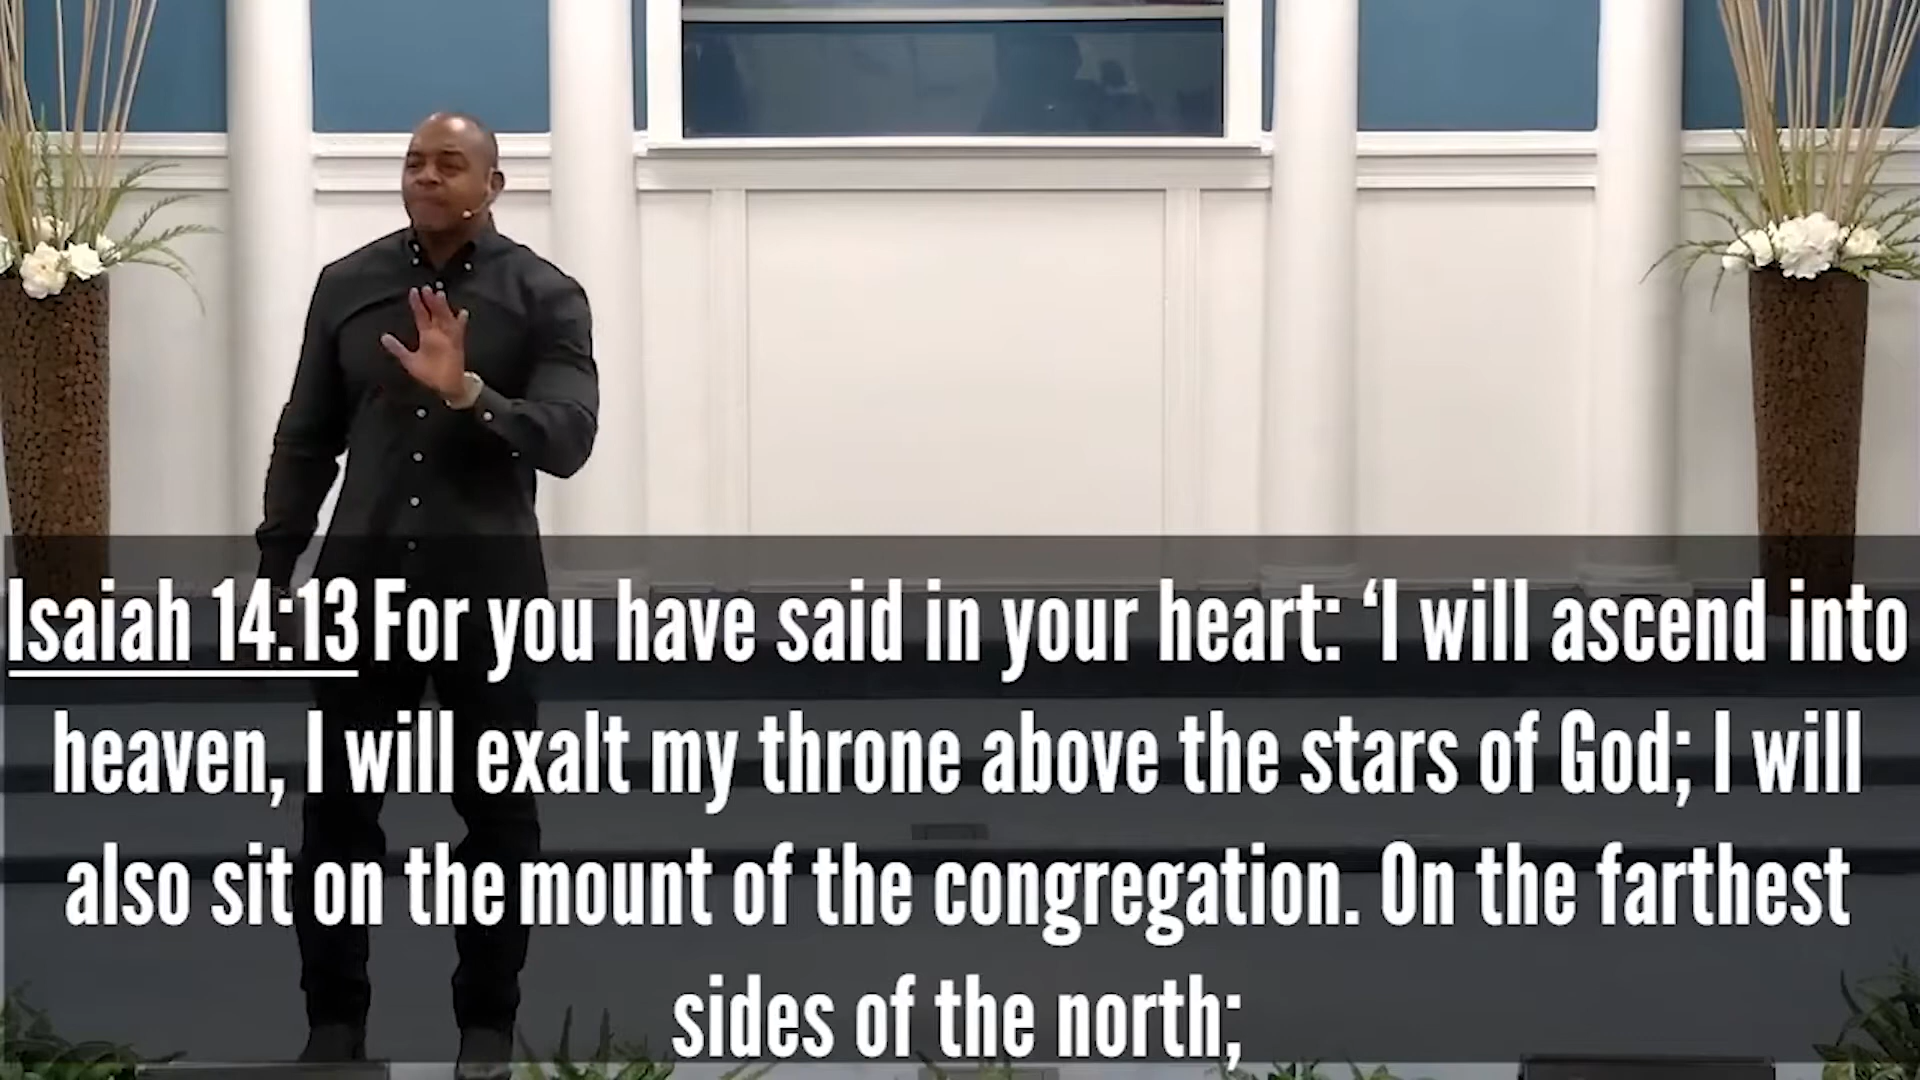 Isaiah 14:13 For you have said in your heart: ‘I will ascend into
heaven, I will exalt my throne above the stars of God; I will
also sit on the mount of the congregation. On the farthest
sides of the north;